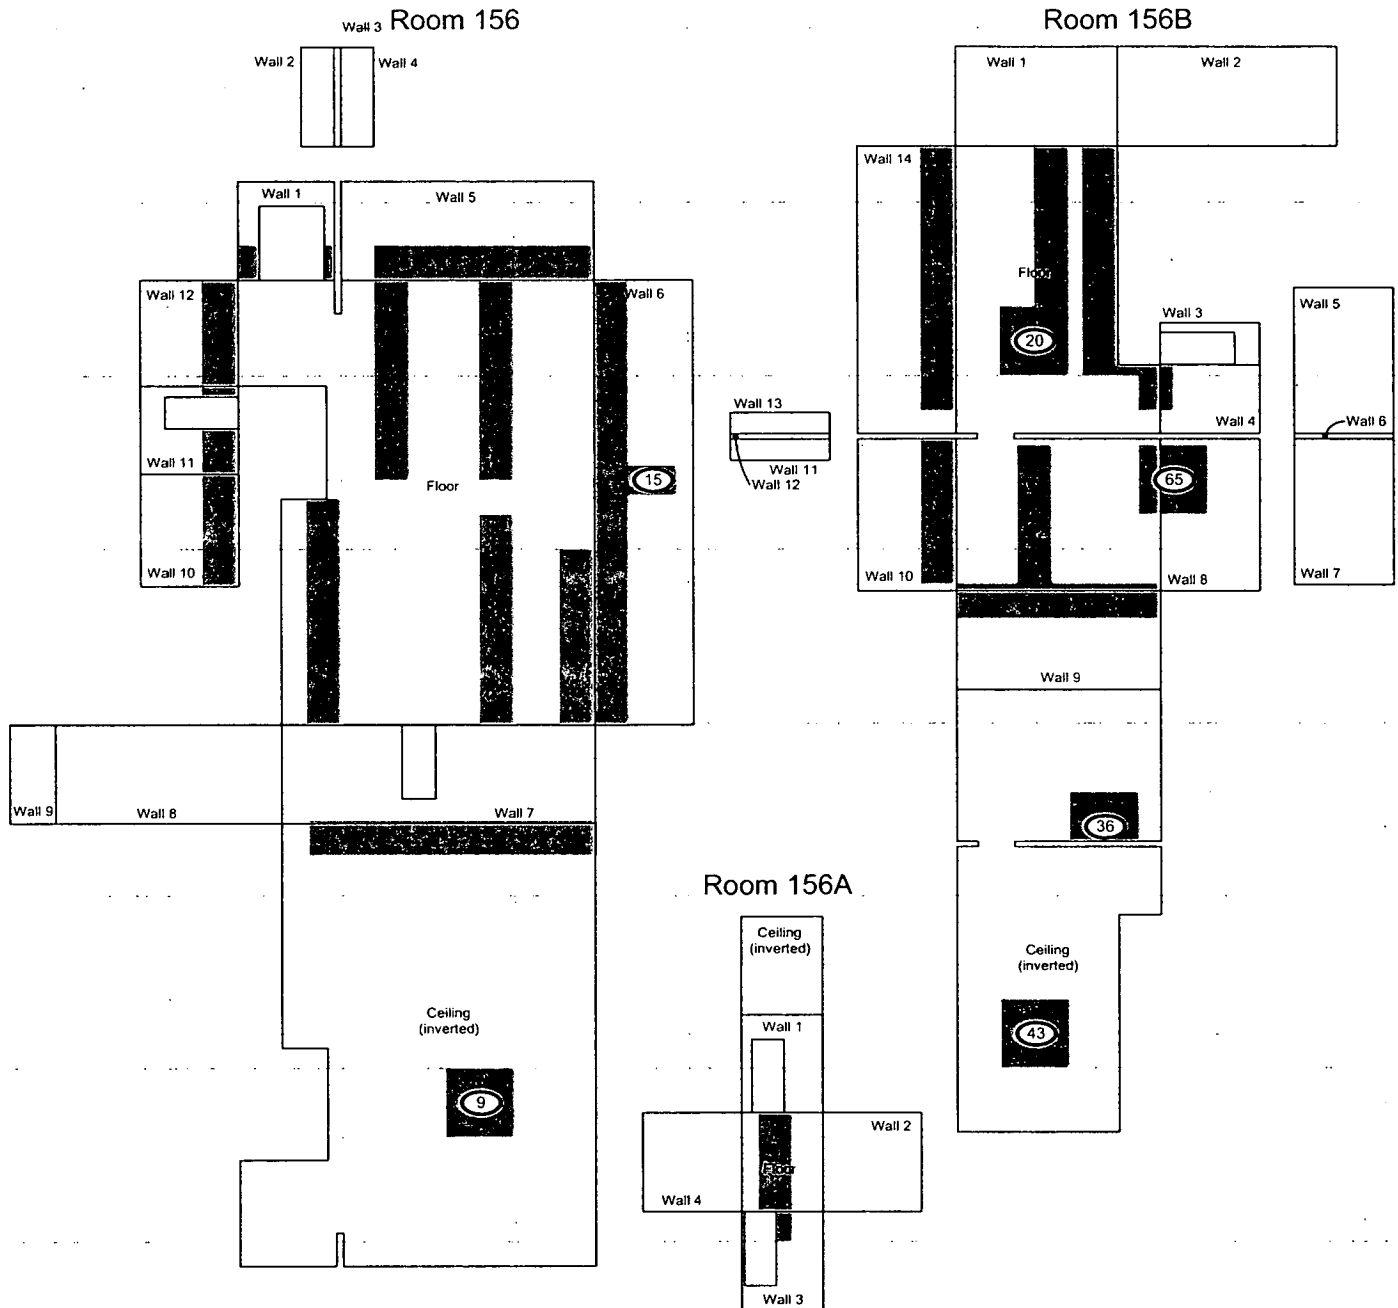 Room 156
Wall 3
Wall 2
Wall 4
Wall 1
Wall 5
Wall 12
Wall 6
Wall 11
Floor
15
Wall 10
Wall 9
Wall 8
Wall 7
Ceiling
(inverted)
9
Room 156B
Wall 1
Wall 2
Wall 14
Floor
Wall 3
Wall 5
20
Wall 13
Wall 4
Wall 6
Wall 11
Wall 12
65
Wall 10
Wall 8
Wall 7
Wall 9
36
Ceiling
(inverted)
43
Room 156A
Ceiling
(inverted)
Wall 1
Wall 2
Floor
Wall 4
Wall 3